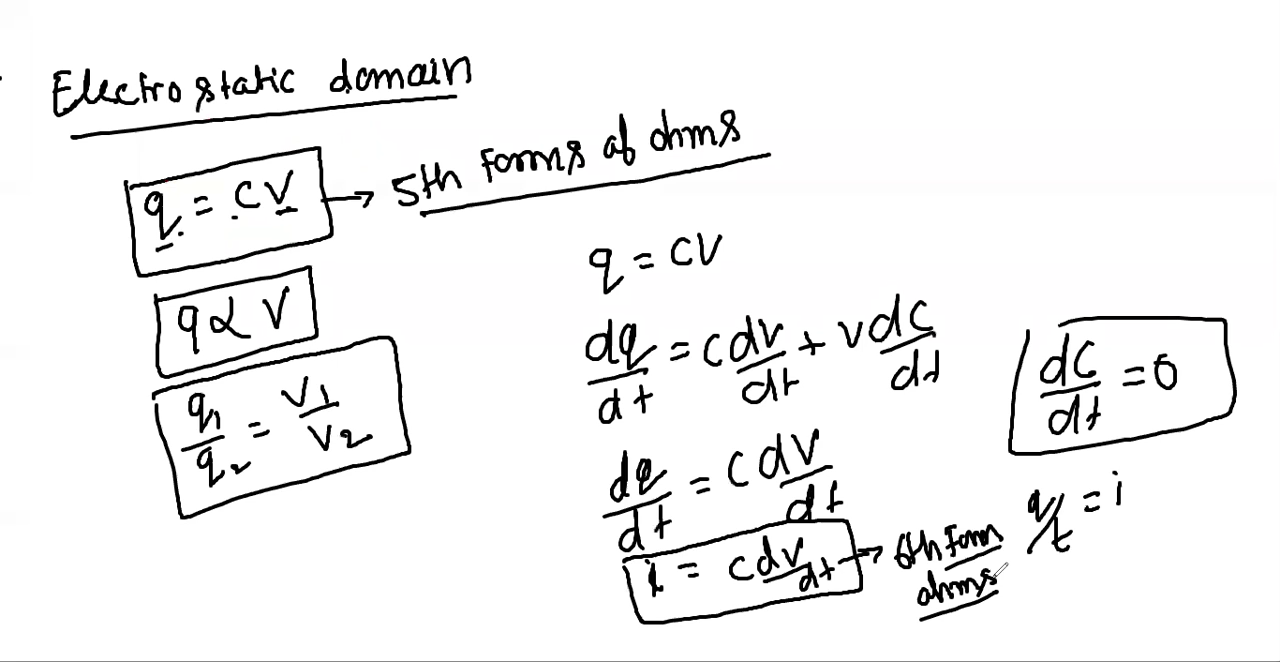 Electrostatic domain
q = CV → 5th Forms of ohms
q α V
q1/q2 = V1/V2
q = CV
dq/dt = C dv/dt + V dC/dt
dC/dt = 0
dq/dt = C dV/dt
q/t = i
i = C dv/dt → 6th Form
ohms